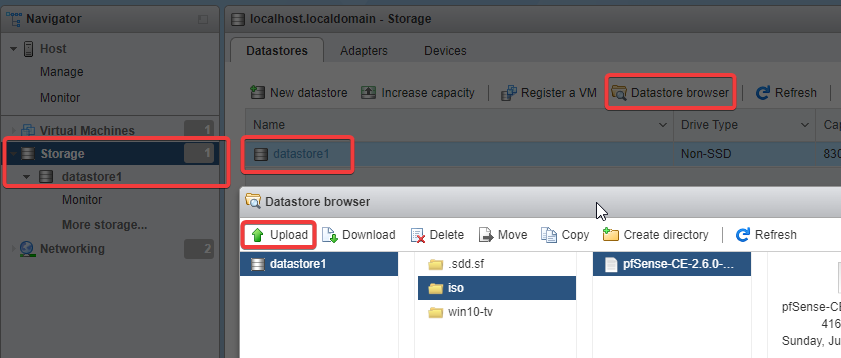 Navigator
localhost.localdomain - Storage
Host
Manage
Monitor
Virtual Machines 1
Storage 1
datastore1
Monitor
More storage...
Networking 2
Datastores Adapters Devices
New datastore Increase capacity Register a VM Datastore browser Refresh
Name Drive Type Cap
datastore1 Non-SSD 830
Datastore browser
Upload Download Delete Move Copy Create directory Refresh
datastore1 .sdd.sf pfSense-CE-2.6.0-...
iso
win10-tv
pfSense-CE
416
Sunday, Ju